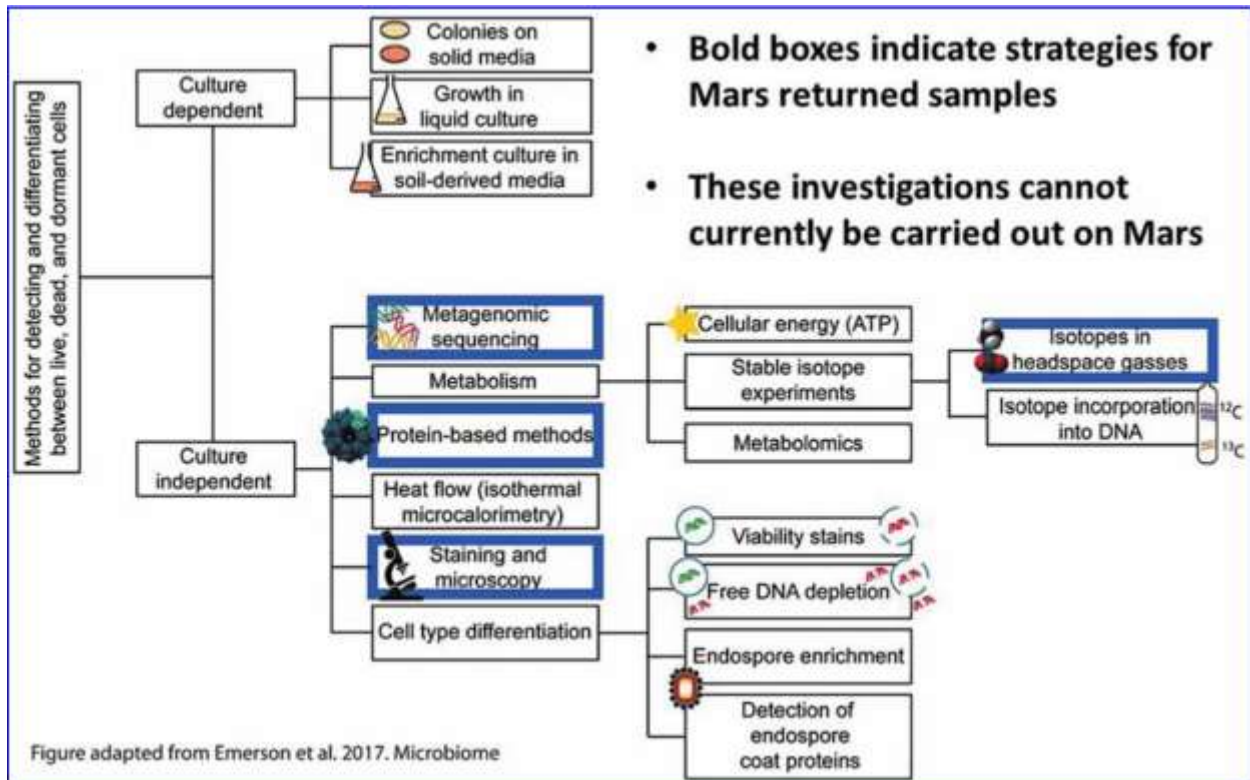 Methods for detecting and differentiating
between live, dead, and dormant cells
Culture
dependent
Colonies on
solid media
Growth in
liquid culture
Enrichment culture in
soil-derived media
• Bold boxes indicate strategies for
Mars returned samples
• These investigations cannot
currently be carried out on Mars
Culture
independent
Metagenomic
sequencing
Metabolism
Protein-based methods
Heat flow (isothermal
microcalorimetry)
Staining and
microscopy
Cell type differentiation
Cellular energy (ATP)
Stable isotope
experiments
Metabolomics
Isotopes in
headspace gasses
Isotope incorporation
into DNA
¹²C
¹³C
Viability stains
Free DNA depletion
Endospore enrichment
Detection of
endospore
coat proteins
Figure adapted from Emerson et al. 2017. Microbiome